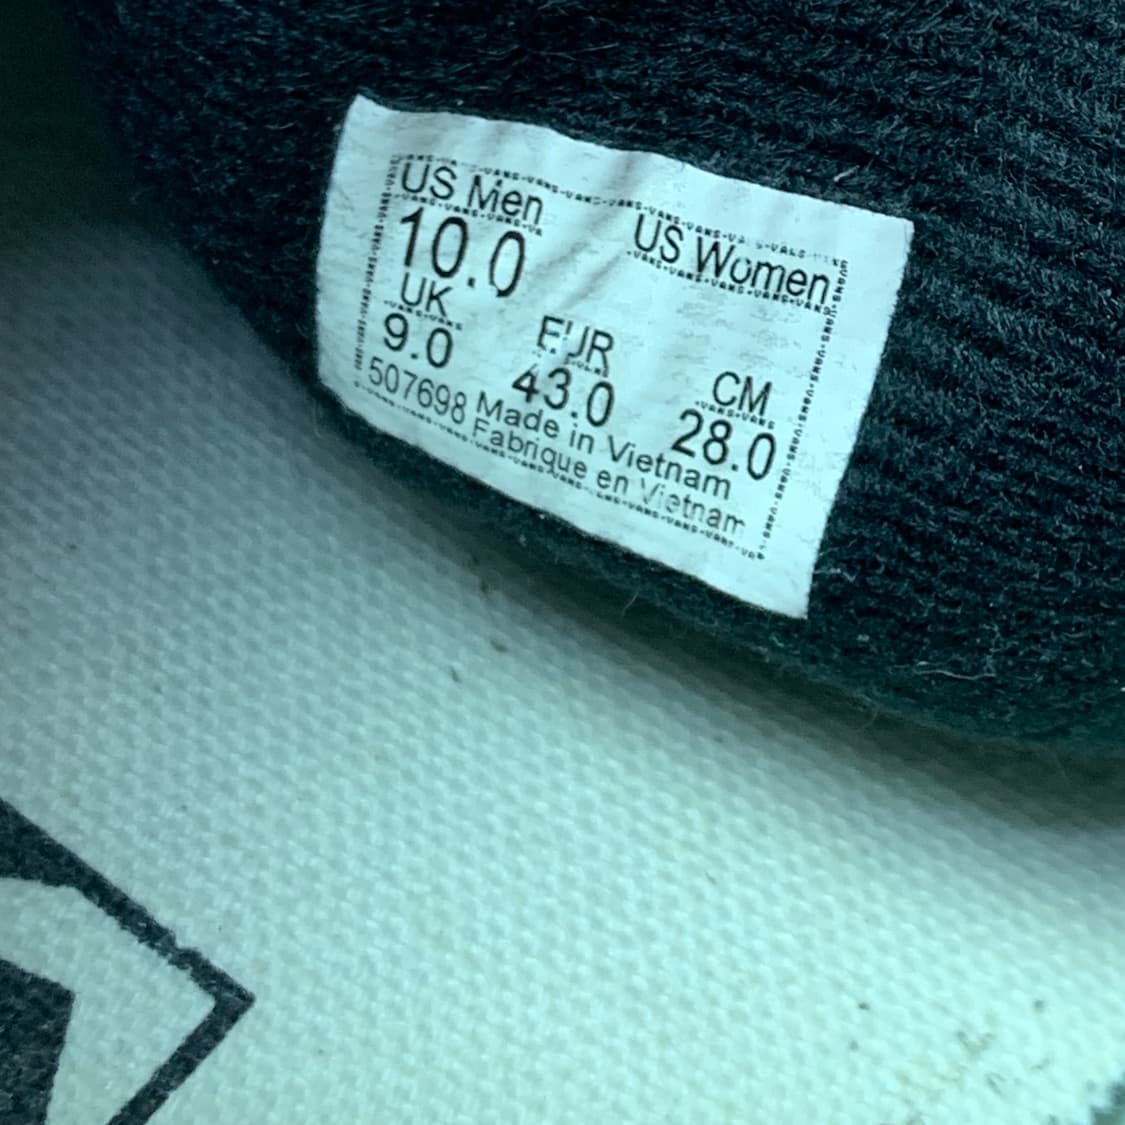 US Men
US Women
10.0
UK
EUR
CM
9.0
43.0
28.0
507698 Made in Vietnam
Fabrique en Vietnam